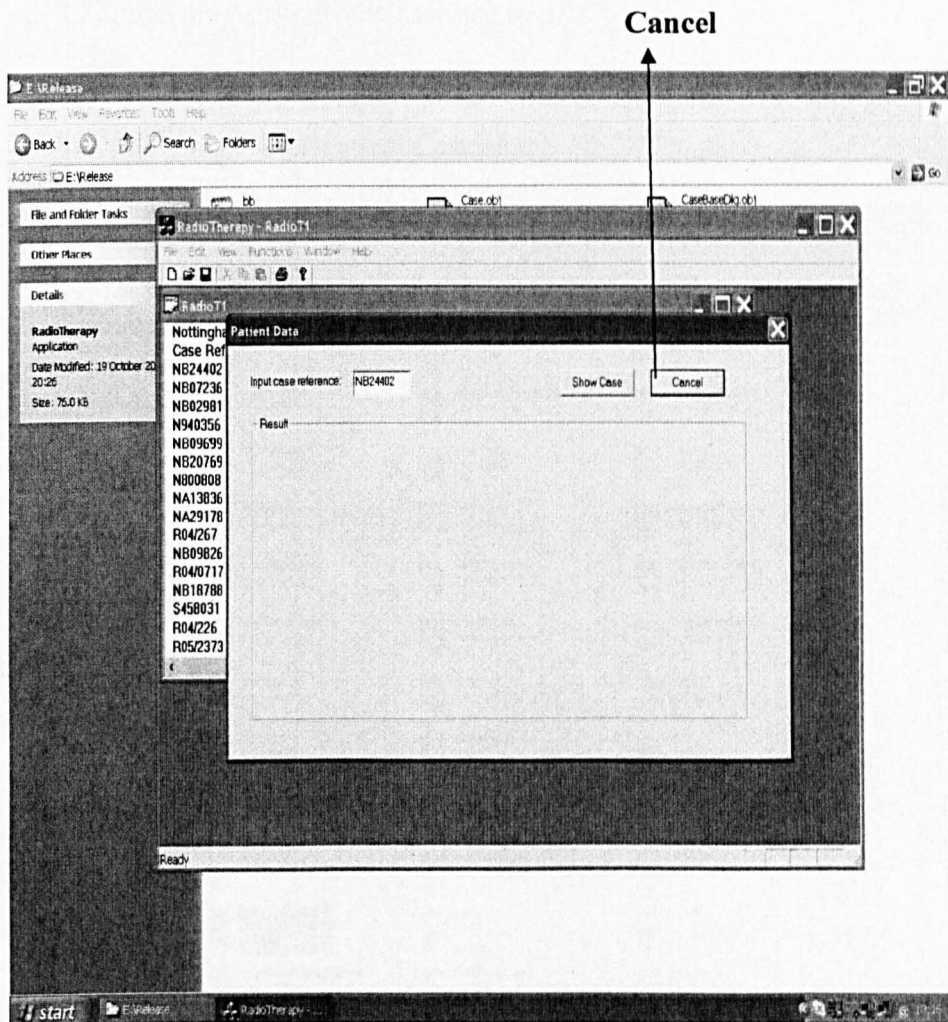 Cancel
E:\Release
File Edit View Favorites Tools Help
Back Search Folders
Address E:\Release Go
File and Folder Tasks
Other Places
Details
RadioTherapy
Application
Date Modified: 19 October 20
20:26
Size: 76.0 KB
bb Case.obj CaseBaseDlg.obj
RadioTherapy - RadioT1
File Edit View Functions Window Help
RadioT1
Nottingha
Case Ref
NB24402
NB07236
NB02981
N940356
NB09699
NB20769
N800808
NA13836
NA29178
R04/267
NB09826
R04/0717
NB18788
S458031
R04/226
R05/2373
Patient Data
Input case reference: NB24402 Show Case Cancel
Result
Ready
start E:\Release RadioTherapy - ...